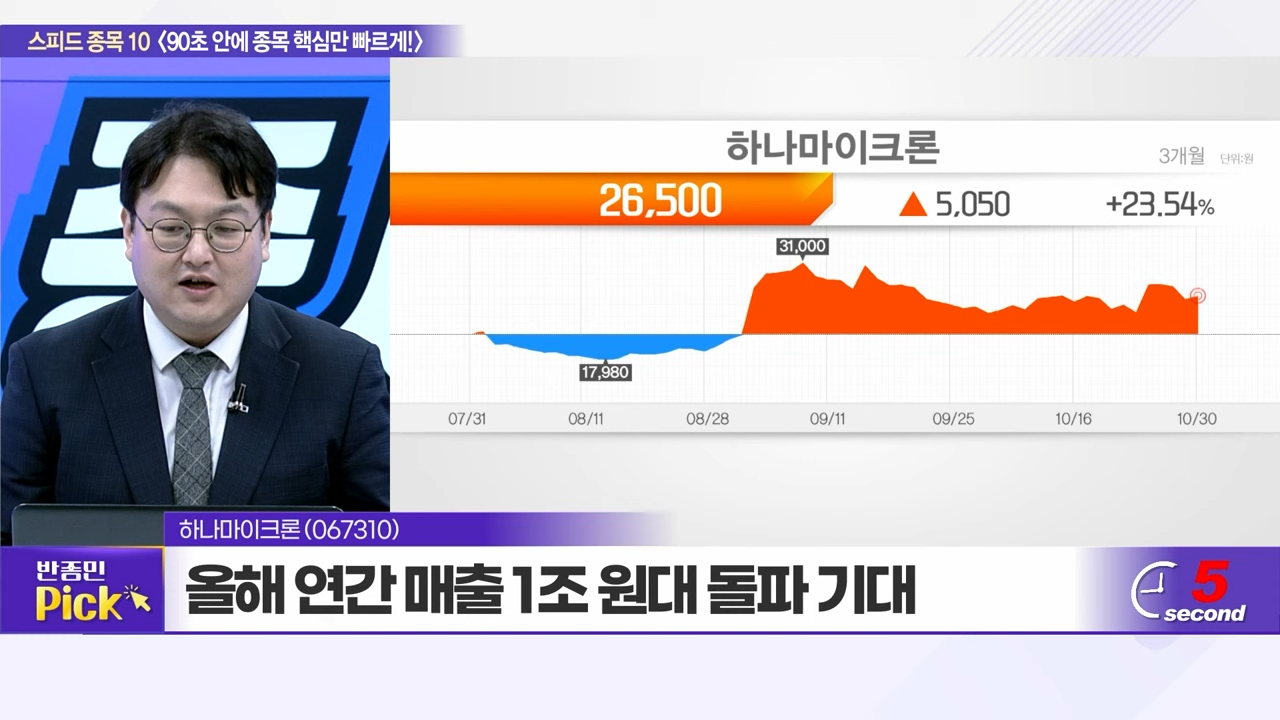 스피드 종목 10 〈90초 안에 종목 핵심만 빠르게!〉
하나마이크론
3개월 단위:원
26,500 ▲ 5,050 +23.54%
31,000
17,980
07/31 08/11 08/28 09/11 09/25 10/16 10/30
하나마이크론 (067310)
반종민
Pick
올해 연간 매출 1조 원대 돌파 기대
5
second